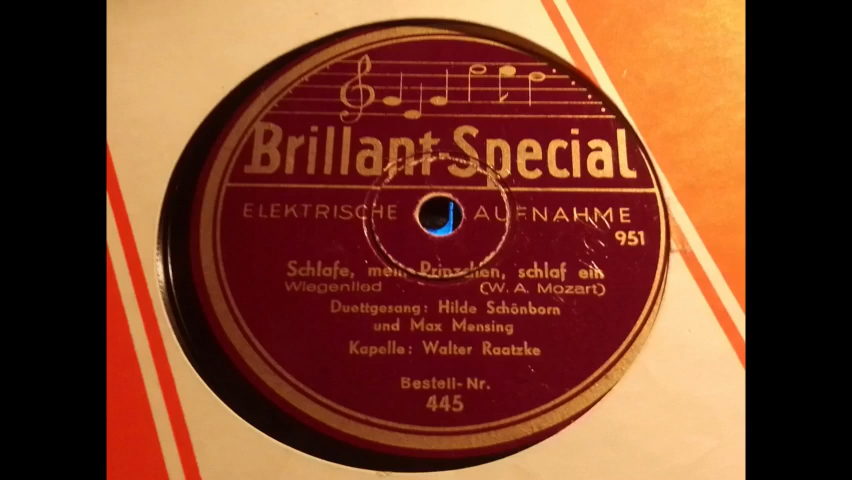 Brillant Special
ELEKTRISCHE AUFNAHME
951
Schlafe, mein Prinzchen, schlaf ein
Wiegenlied (W. A. Mozart)
Duettgesang: Hilde Schönborn
und Max Mensing
Kapelle: Walter Raatzke
Bestell-Nr.
445